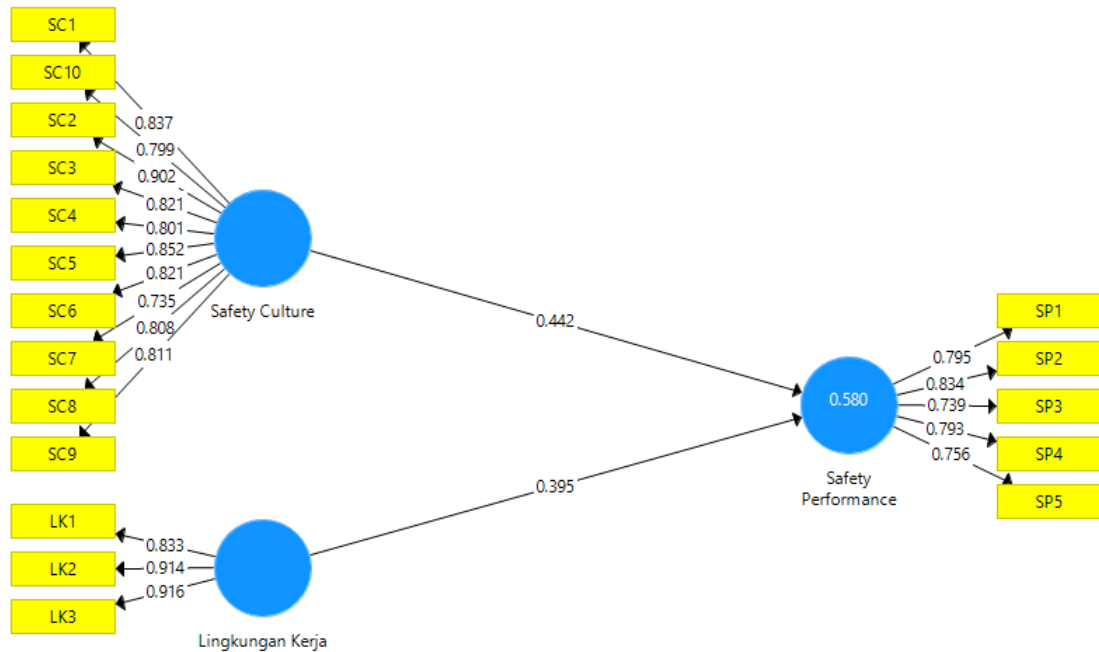 SC1
SC10
SC2
SC3
SC4
SC5
SC6
SC7
SC8
SC9
0.837
0.799
0.902
0.821
0.801
0.852
0.821
0.735
0.808
0.811
Safety Culture
LK1
LK2
LK3
0.833
0.914
0.916
Lingkungan Kerja
0.442
0.395
0.580
Safety
Performance
0.795
0.834
0.739
0.793
0.756
SP1
SP2
SP3
SP4
SP5